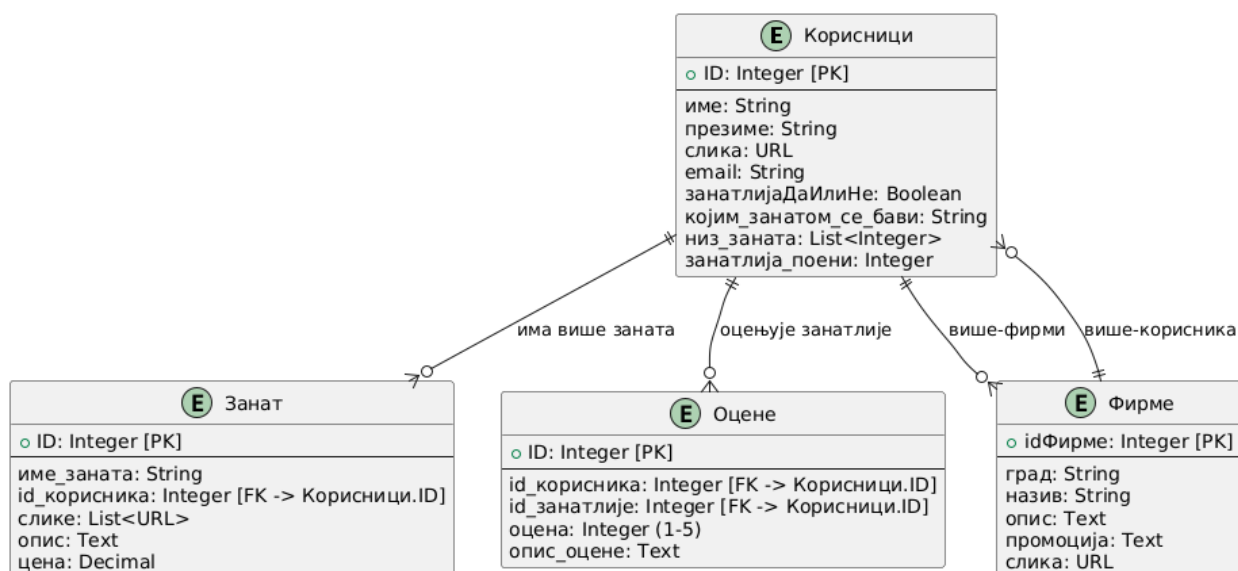 E Корисници
ID: Integer [PK]
име: String
презиме: String
слика: URL
email: String
занатлијаДаИлиНе: Boolean
којим_занатом_се_бави: String
низ_заната: List<Integer>
занатлија_поени: Integer
има више заната
оцењује занатлије
више-фирми
више-корисника
E Занат
ID: Integer [PK]
име_заната: String
id_корисника: Integer [FK -> Корисници.ID]
слике: List<URL>
опис: Text
цена: Decimal
E Оцене
ID: Integer [PK]
id_корисника: Integer [FK -> Корисници.ID]
id_занатлије: Integer [FK -> Корисници.ID]
оцена: Integer (1-5)
опис_оцене: Text
E Фирме
idФирме: Integer [PK]
град: String
назив: String
опис: Text
промоција: Text
слика: URL